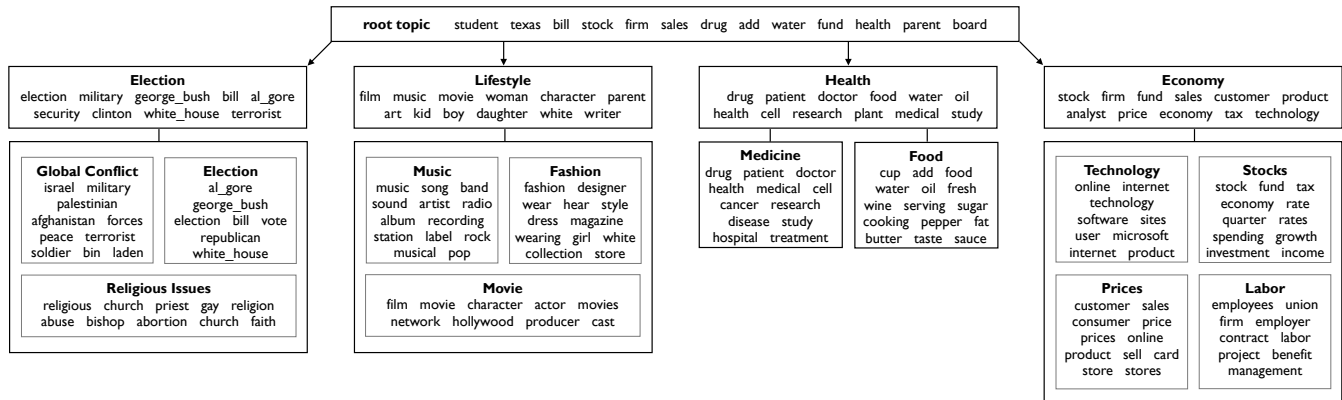 root topic student texas bill stock firm sales drug add water fund health parent board
Election
election military george_bush bill al_gore
security clinton white_house terrorist
Lifestyle
film music movie woman character parent
art kid boy daughter white writer
Health
drug patient doctor food water oil
health cell research plant medical study
Economy
stock firm fund sales customer product
analyst price economy tax technology
Global Conflict
israel military
palestinian
afghanistan forces
peace terrorist
soldier bin laden
Election
al_gore
george_bush
election bill vote
republican
white_house
Religious Issues
religious church priest gay religion
abuse bishop abortion church faith
Music
music song band
sound artist radio
album recording
station label rock
musical pop
Fashion
fashion designer
wear hear style
dress magazine
wearing girl white
collection store
Movie
film movie character actor movies
network hollywood producer cast
Medicine
drug patient doctor
health medical cell
cancer research
disease study
hospital treatment
Food
cup add food
water oil fresh
wine serving sugar
cooking pepper fat
butter taste sauce
Technology
online internet
technology
software sites
user microsoft
internet product
Stocks
stock fund tax
economy rate
quarter rates
spending growth
investment income
Prices
customer sales
consumer price
prices online
product sell card
store stores
Labor
employees union
firm employer
contract labor
project benefit
management